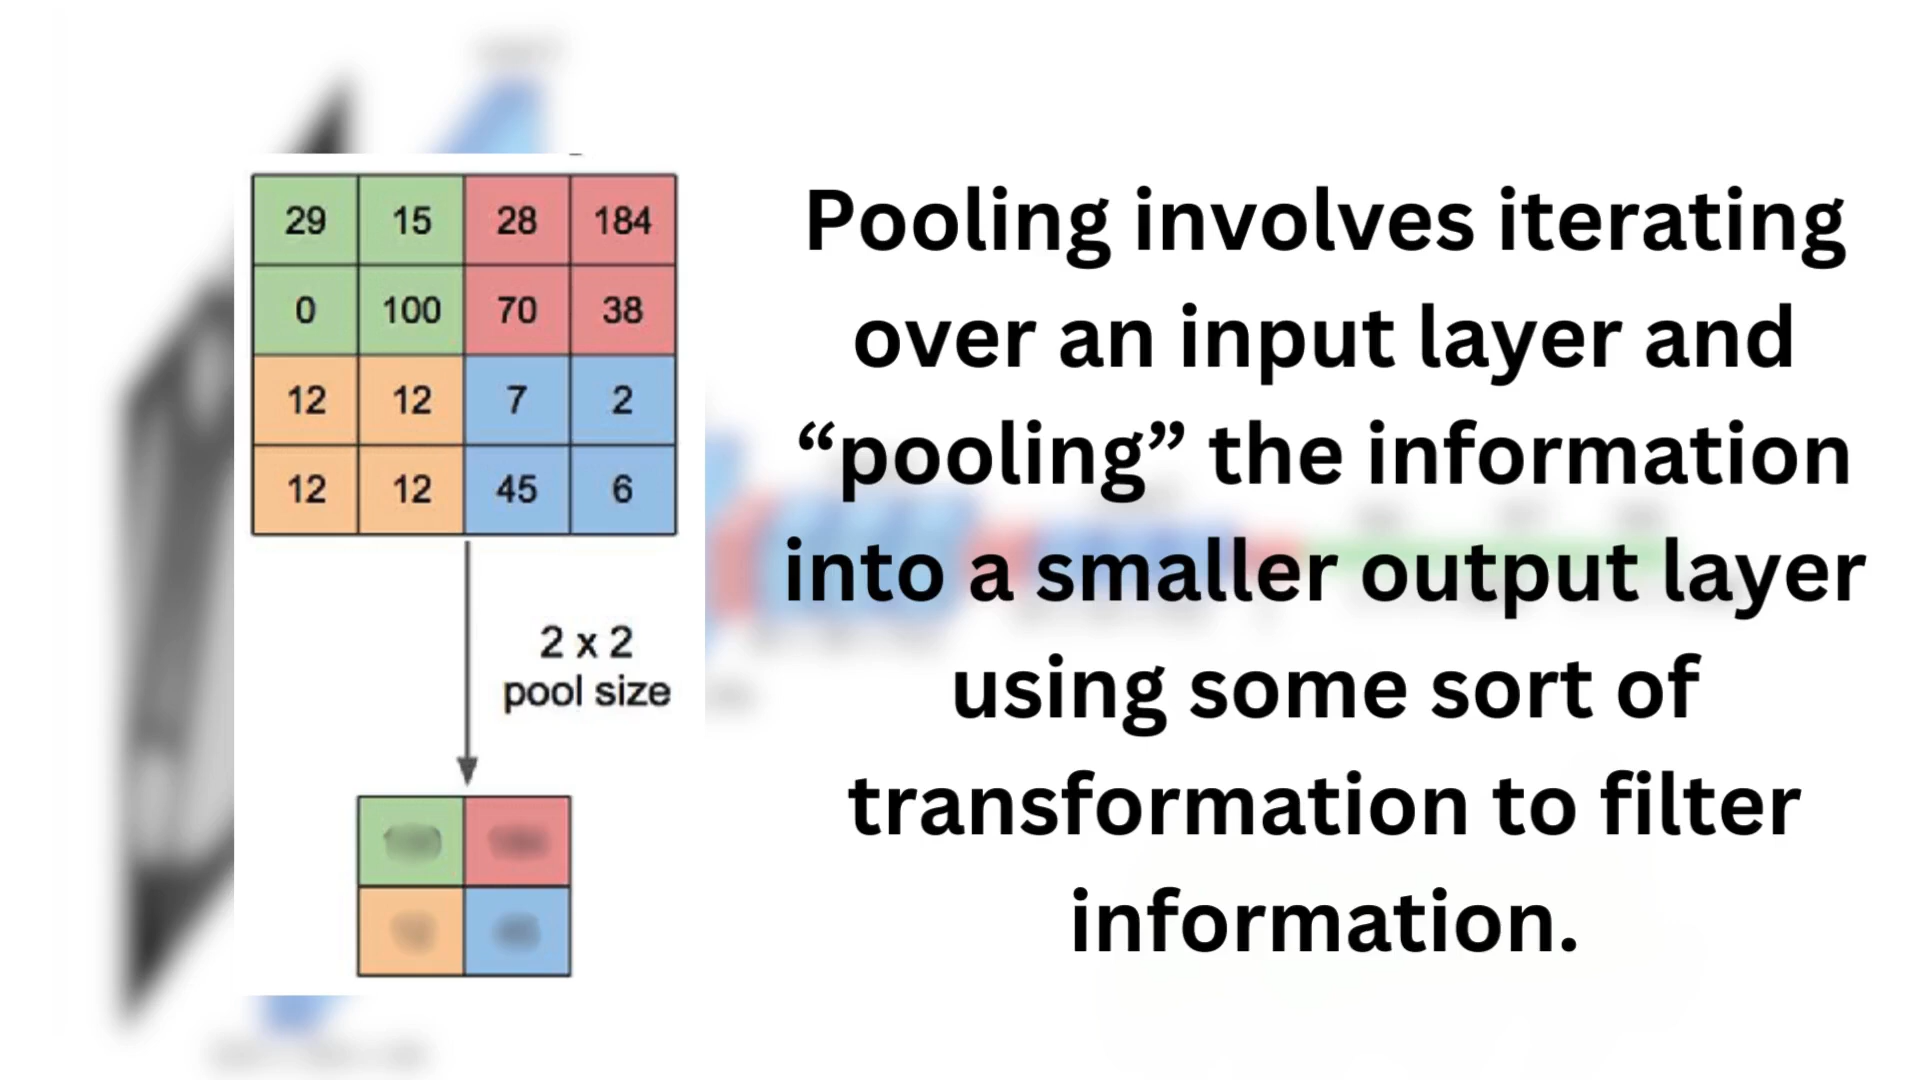 29 15 28 184
0 100 70 38
12 12 7 2
12 12 45 6
2 x 2
pool size
Pooling involves iterating
over an input layer and
“pooling” the information
into a smaller output layer
using some sort of
transformation to filter
information.